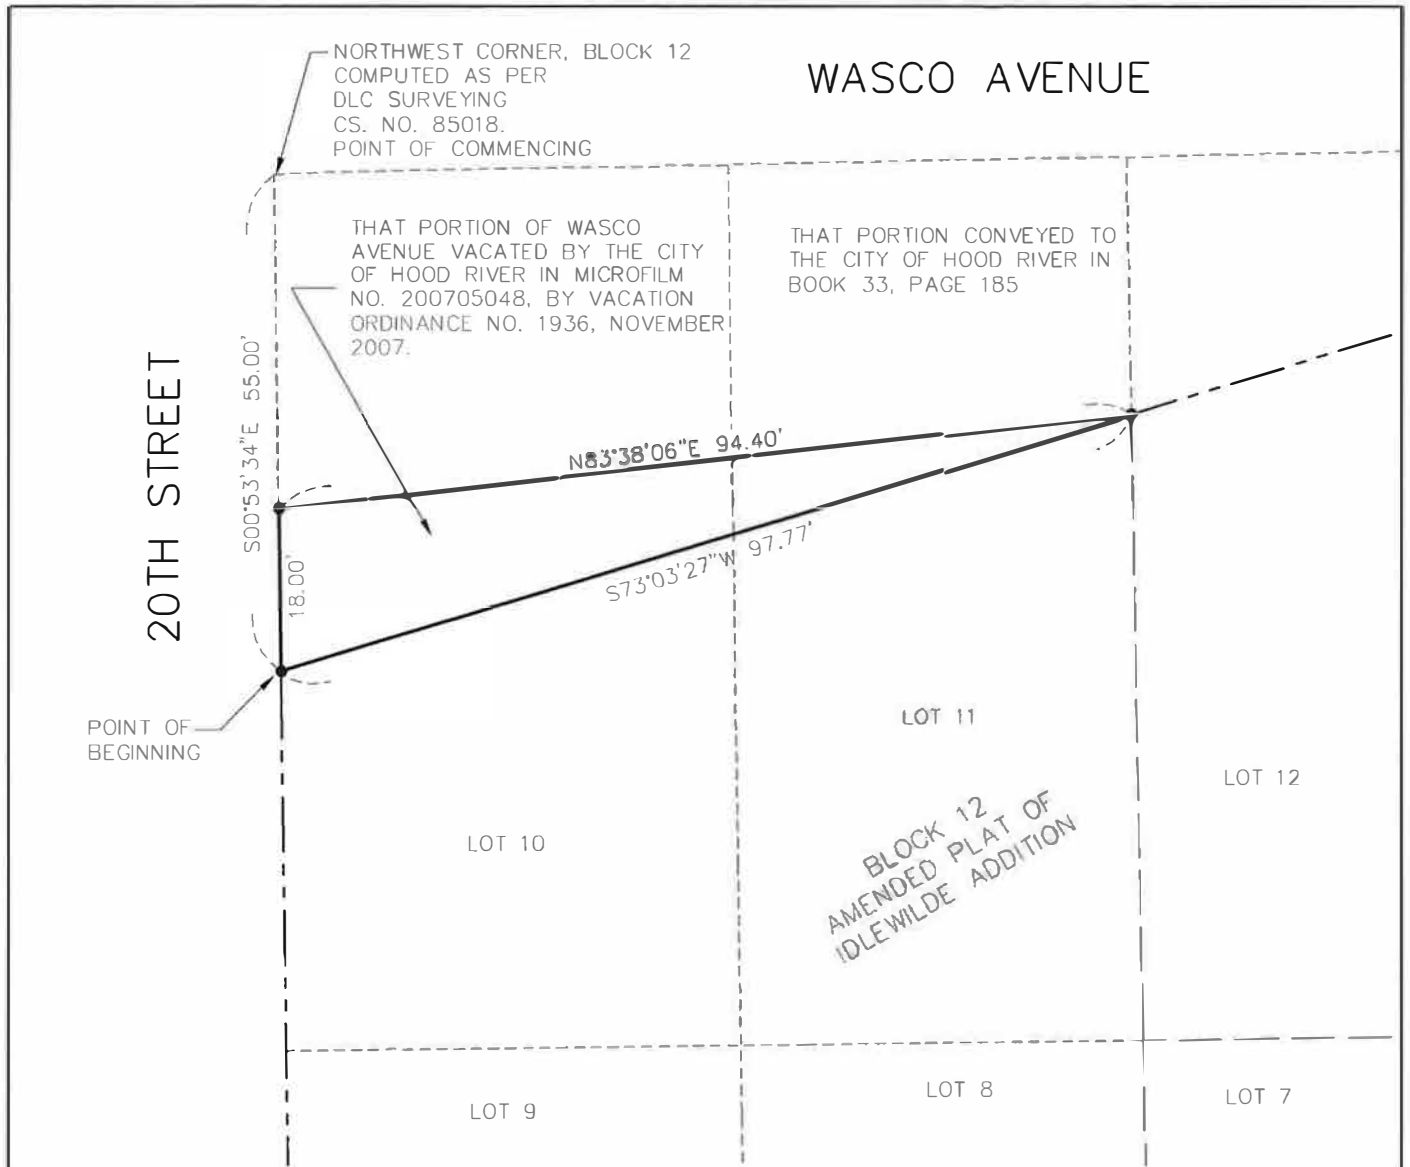 NORTHWEST CORNER, BLOCK 12
COMPUTED AS PER
DLC SURVEYING
CS. NO. 85018.
POINT OF COMMENCING
WASCO AVENUE
THAT PORTION OF WASCO
AVENUE VACATED BY THE CITY
OF HOOD RIVER IN MICROFILM
NO. 200705048, BY VACATION
ORDINANCE NO. 1936, NOVEMBER
2007.
THAT PORTION CONVEYED TO
THE CITY OF HOOD RIVER IN
BOOK 33, PAGE 185
20TH STREET
S00°53'34"E 55.00'
N83°38'06"E 94.40'
S73°03'27"W 97.77'
18.00'
POINT OF
BEGINNING
LOT 11
LOT 12
LOT 10
BLOCK 12
AMENDED PLAT OF
IDLEWILDE ADDITION
LOT 9
LOT 8
LOT 7